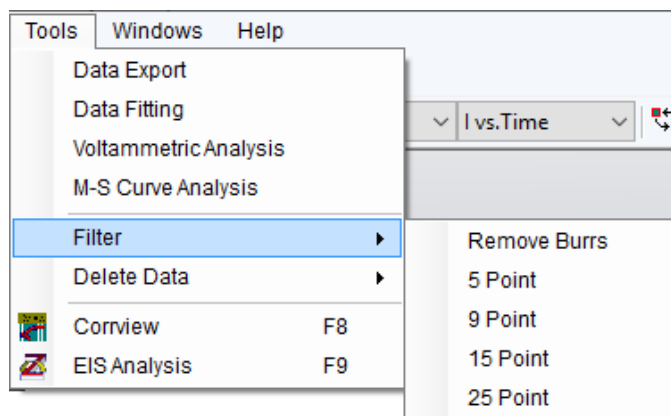 Tools Windows Help
Data Export
Data Fitting
Voltammetric Analysis
M-S Curve Analysis
I vs.Time
Filter
Delete Data
Corrview F8
EIS Analysis F9
Remove Burrs
5 Point
9 Point
15 Point
25 Point